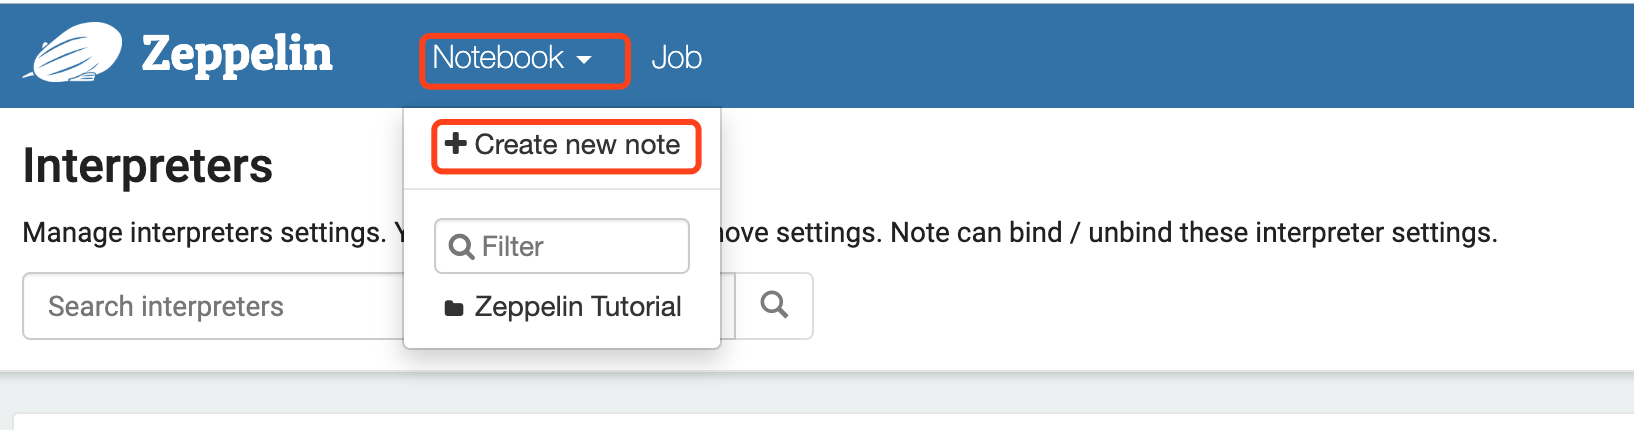 Zeppelin Notebook Job
Create new note
Interpreters
Manage interpreters settings. ove settings. Note can bind / unbind these interpreter settings.
Filter
Search interpreters
Zeppelin Tutorial